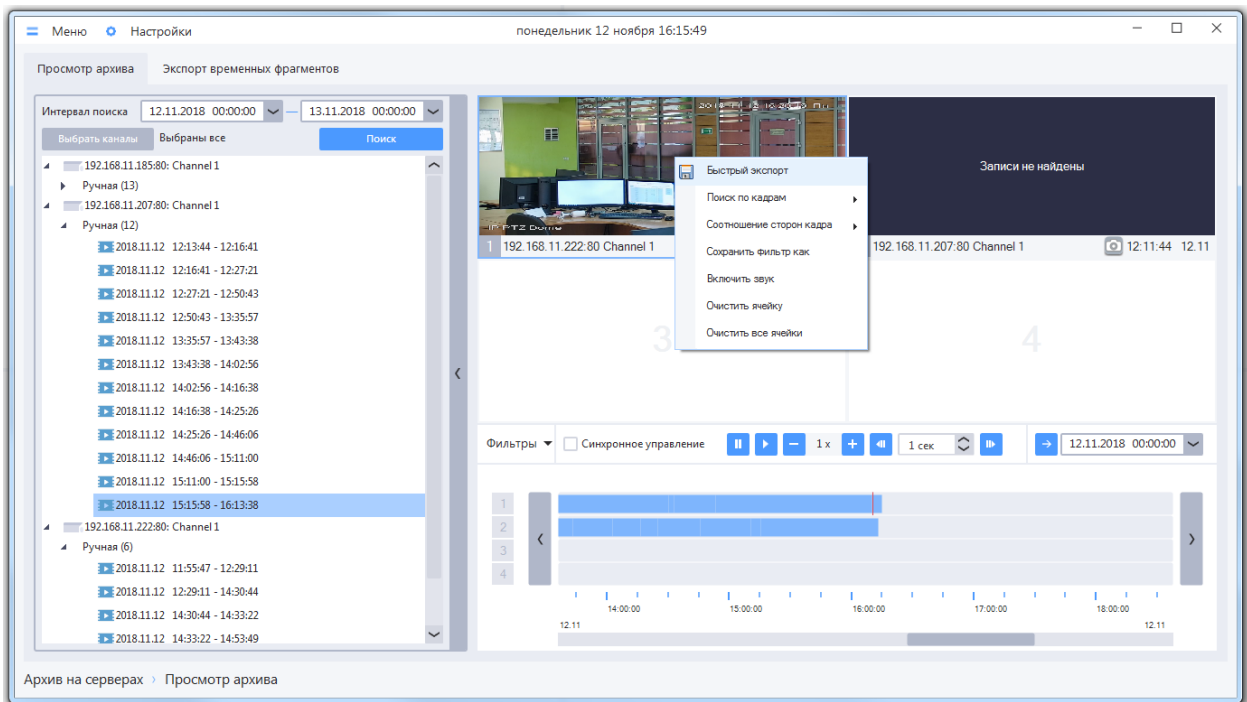 Меню Настройки понедельник 12 ноября 16:15:49
Просмотр архива Экспорт временных фрагментов
Интервал поиска 12.11.2018 00:00:00 — 13.11.2018 00:00:00
Выбрать каналы Выбраны все Поиск
192.168.11.185:80: Channel 1
Ручная (13)
192.168.11.207:80: Channel 1
Ручная (12)
2018.11.12 12:13:44 - 12:16:41
2018.11.12 12:16:41 - 12:27:21
2018.11.12 12:27:21 - 12:50:43
2018.11.12 12:50:43 - 13:35:57
2018.11.12 13:35:57 - 13:43:38
2018.11.12 13:43:38 - 14:02:56
2018.11.12 14:02:56 - 14:16:38
2018.11.12 14:16:38 - 14:25:26
2018.11.12 14:25:26 - 14:46:06
2018.11.12 14:46:06 - 15:11:00
2018.11.12 15:11:00 - 15:15:58
2018.11.12 15:15:58 - 16:13:38
192.168.11.222:80: Channel 1
Ручная (6)
2018.11.12 11:55:47 - 12:29:11
2018.11.12 12:29:11 - 14:30:44
2018.11.12 14:30:44 - 14:33:22
2018.11.12 14:33:22 - 14:53:49
IP PTZ Dome
1 192.168.11.222:80 Channel 1
Записи не найдены
192.168.11.207:80 Channel 1 12:11:44 12.11
Быстрый экспорт
Поиск по кадрам
Соотношение сторон кадра
Сохранить фильтр как
Включить звук
Очистить ячейку
Очистить все ячейки
3 4
Фильтры Синхронное управление 1 x 1 сек 12.11.2018 00:00:00
1
2
3
4
14:00:00 15:00:00 16:00:00 17:00:00 18:00:00
12.11 12.11
Архив на серверах › Просмотр архива